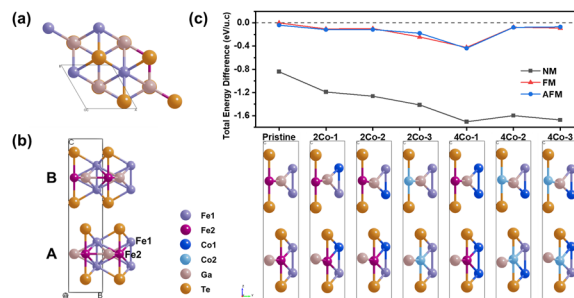 (a)
(b)
C
B
A
Fe1
Fe2
B
Fe1
Fe2
Co1
Co2
Ga
Te
(c)
Total Energy Difference (eV/u.c)
0.0
-0.4
-0.8
-1.2
-1.6
NM
FM
AFM
Pristine 2Co-1 2Co-2 2Co-3 4Co-1 4Co-2 4Co-3